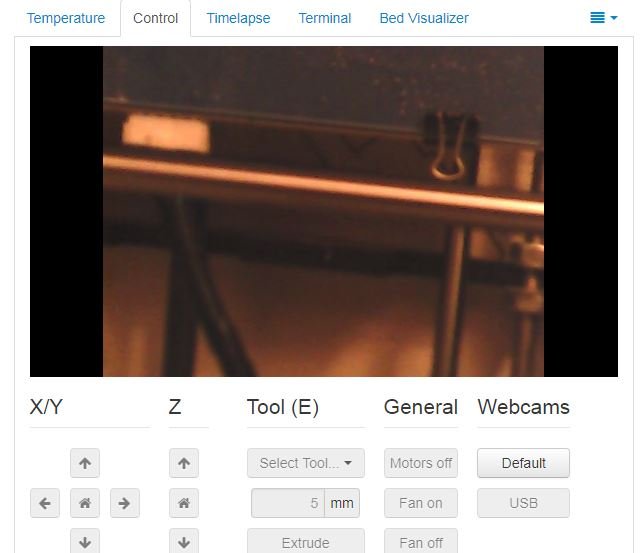 Temperature Control Timelapse Terminal Bed Visualizer
X/Y Z Tool (E) General Webcams
Select Tool... Motors off Default
5 mm Fan on USB
Extrude Fan off